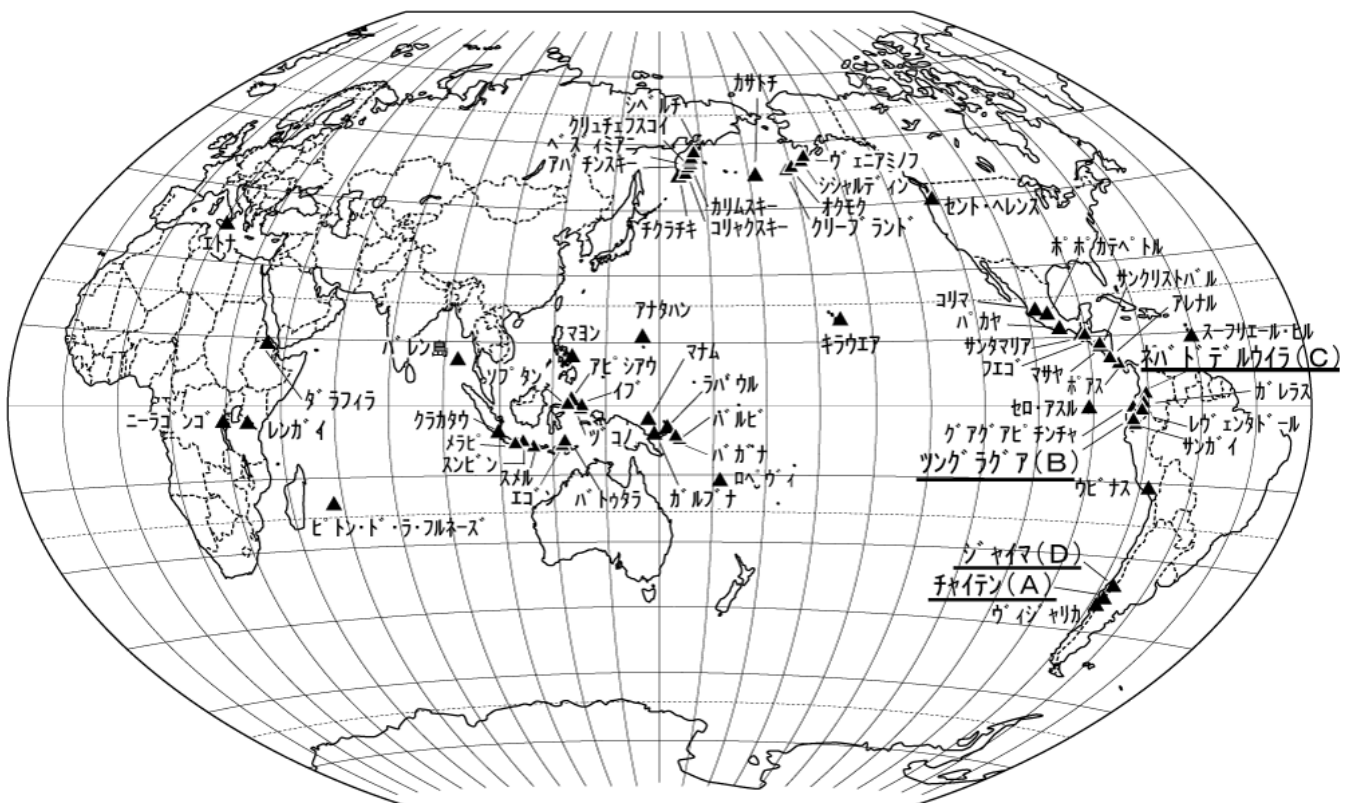 カサトチ
シベルチ
クリュチェフスコイ
ベズィミアニ
アバチンスキー
ヴェニアミノフ
シシャルディン
オクモク
クリーブランド
カリムスキー
コリャクスキー
チクラチキ
セント・ヘレンズ
エトナ
ポポカテペトル
サンクリストバル
アレナル
コリマ
パカヤ
スーフリエール・ヒル
アナタハン
キラウエア
マヨン
バレン島
サンタマリア
フエゴ
マサヤ
ポアス
ネバドデルウイラ(C)
ガレラス
マナム
アピシアウ
ソプタン
イブ
ラバウル
ダラフィラ
セロ・アスル
レヴェンタドール
サンガイ
グアグアピチンチャ
ツングラグア(B)
クラカタウ
メラピ
スンビン
スメル
エゴン
ドゥコノ
バルビ
バガナ
ニーラゴンゴ
レンガイ
ロペヴィ
バトゥタラ
ガルブナ
ウビナス
ピトン・ド・ラ・フルネーズ
ジャイマ(D)
チャイテン(A)
ヴィジャリカ